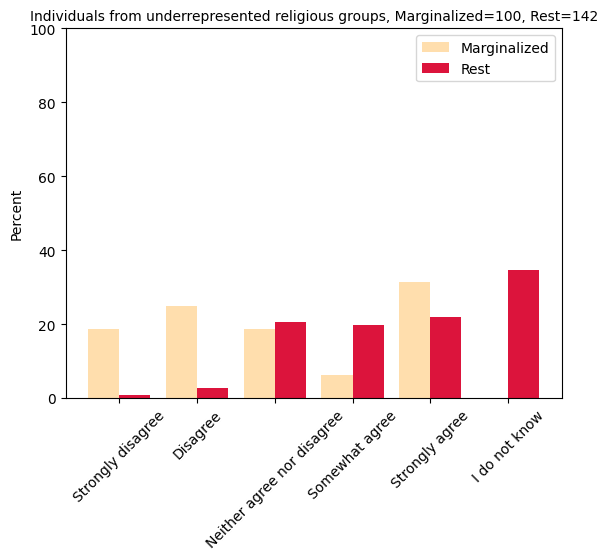 Individuals from underrepresented religious groups, Marginalized=100, Rest=142
Marginalized
Rest
Percent
100
80
60
40
20
0
Strongly disagree
Disagree
Neither agree nor disagree
Somewhat agree
Strongly agree
I do not know